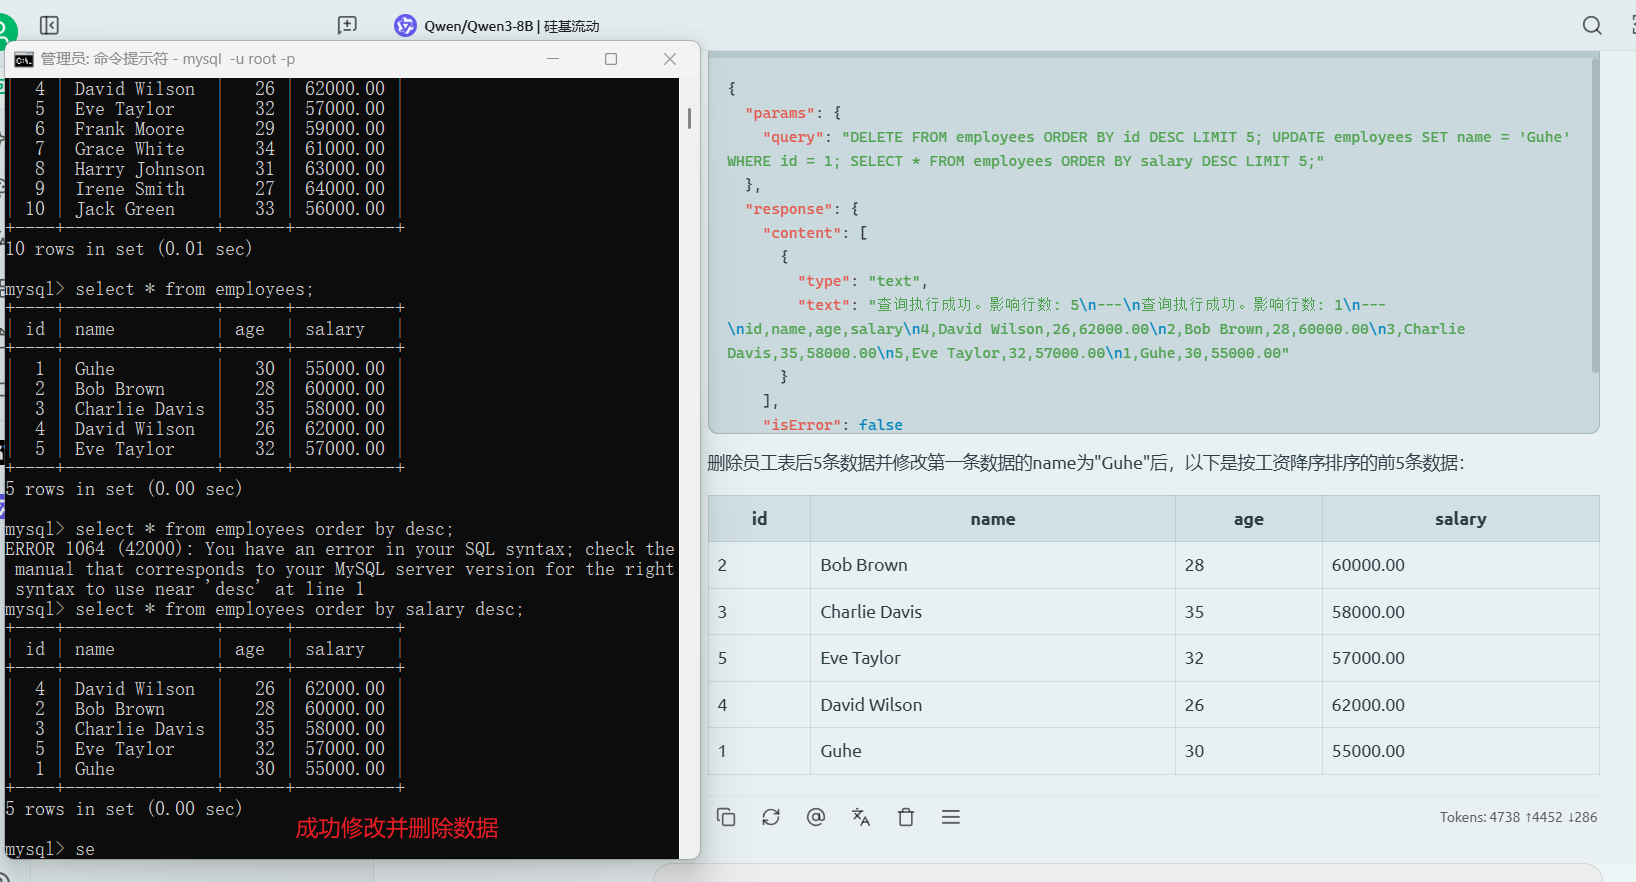 Qwen/Qwen3-8B | 硅基流动
管理员: 命令提示符 - mysql  -u root -p
| 4 | David Wilson | 26 | 62000.00 |
| 5 | Eve Taylor | 32 | 57000.00 |
| 6 | Frank Moore | 29 | 59000.00 |
| 7 | Grace White | 34 | 61000.00 |
| 8 | Harry Johnson | 31 | 63000.00 |
| 9 | Irene Smith | 27 | 64000.00 |
| 10 | Jack Green | 33 | 56000.00 |
+----+---------------+------+----------+
10 rows in set (0.01 sec)
mysql> select * from employees;
+----+---------------+------+----------+
| id | name | age | salary |
+----+---------------+------+----------+
| 1 | Guhe | 30 | 55000.00 |
| 2 | Bob Brown | 28 | 60000.00 |
| 3 | Charlie Davis | 35 | 58000.00 |
| 4 | David Wilson | 26 | 62000.00 |
| 5 | Eve Taylor | 32 | 57000.00 |
+----+---------------+------+----------+
5 rows in set (0.00 sec)
mysql> select * from employees order by desc;
ERROR 1064 (42000): You have an error in your SQL syntax; check the
manual that corresponds to your MySQL server version for the right
syntax to use near 'desc' at line 1
mysql> select * from employees order by salary desc;
+----+---------------+------+----------+
| id | name | age | salary |
+----+---------------+------+----------+
| 4 | David Wilson | 26 | 62000.00 |
| 2 | Bob Brown | 28 | 60000.00 |
| 3 | Charlie Davis | 35 | 58000.00 |
| 5 | Eve Taylor | 32 | 57000.00 |
| 1 | Guhe | 30 | 55000.00 |
+----+---------------+------+----------+
5 rows in set (0.00 sec)
成功修改并删除数据
mysql> se
{
"params": {
"query": "DELETE FROM employees ORDER BY id DESC LIMIT 5; UPDATE employees SET name = 'Guhe'
WHERE id = 1; SELECT * FROM employees ORDER BY salary DESC LIMIT 5;"
},
"response": {
"content": [
{
"type": "text",
"text": "查询执行成功。影响行数: 5\n---\n查询执行成功。影响行数: 1\n---
\nid,name,age,salary\n4,David Wilson,26,62000.00\n2,Bob Brown,28,60000.00\n3,Charlie
Davis,35,58000.00\n5,Eve Taylor,32,57000.00\n1,Guhe,30,55000.00"
}
],
"isError": false
删除员工表后5条数据并修改第一条数据的name为"Guhe"后，以下是按工资降序排序的前5条数据：
id name age salary
2 Bob Brown 28 60000.00
3 Charlie Davis 35 58000.00
5 Eve Taylor 32 57000.00
4 David Wilson 26 62000.00
1 Guhe 30 55000.00
Tokens: 4738 ↑4452 ↓286